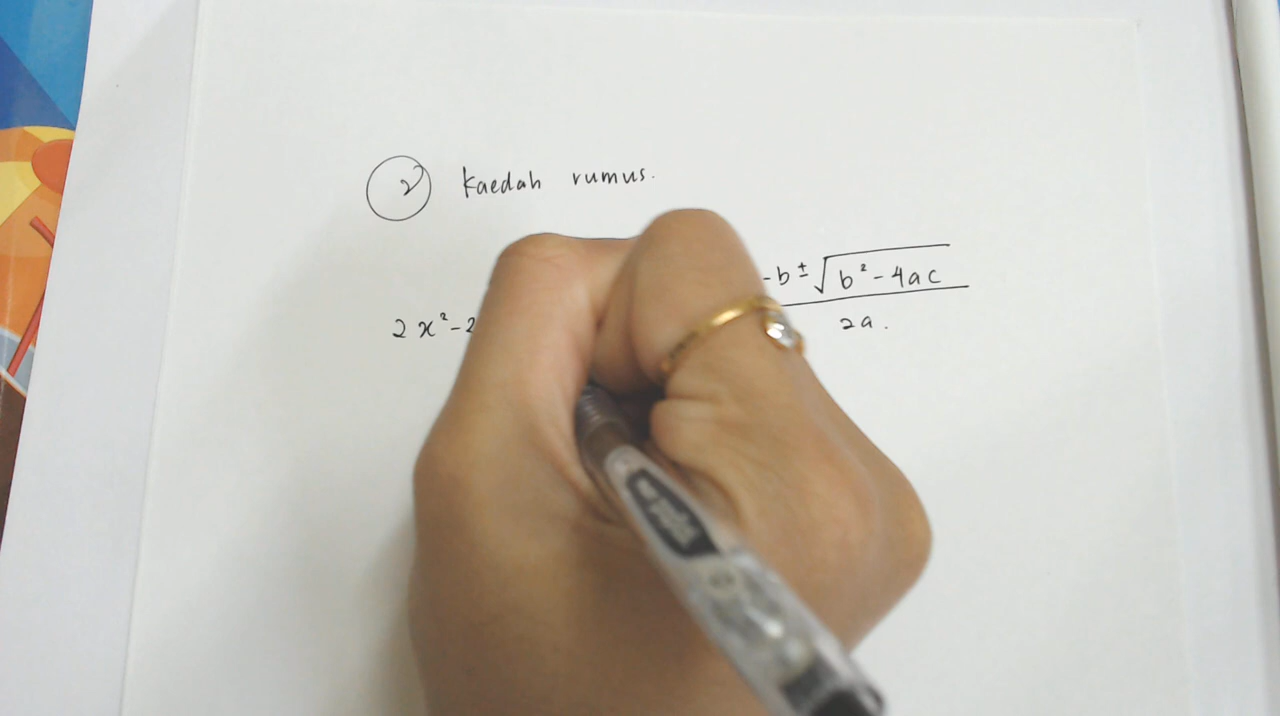 2 Kaedah rumus.
2x² - 2 -b ± √b² - 4ac
2a.